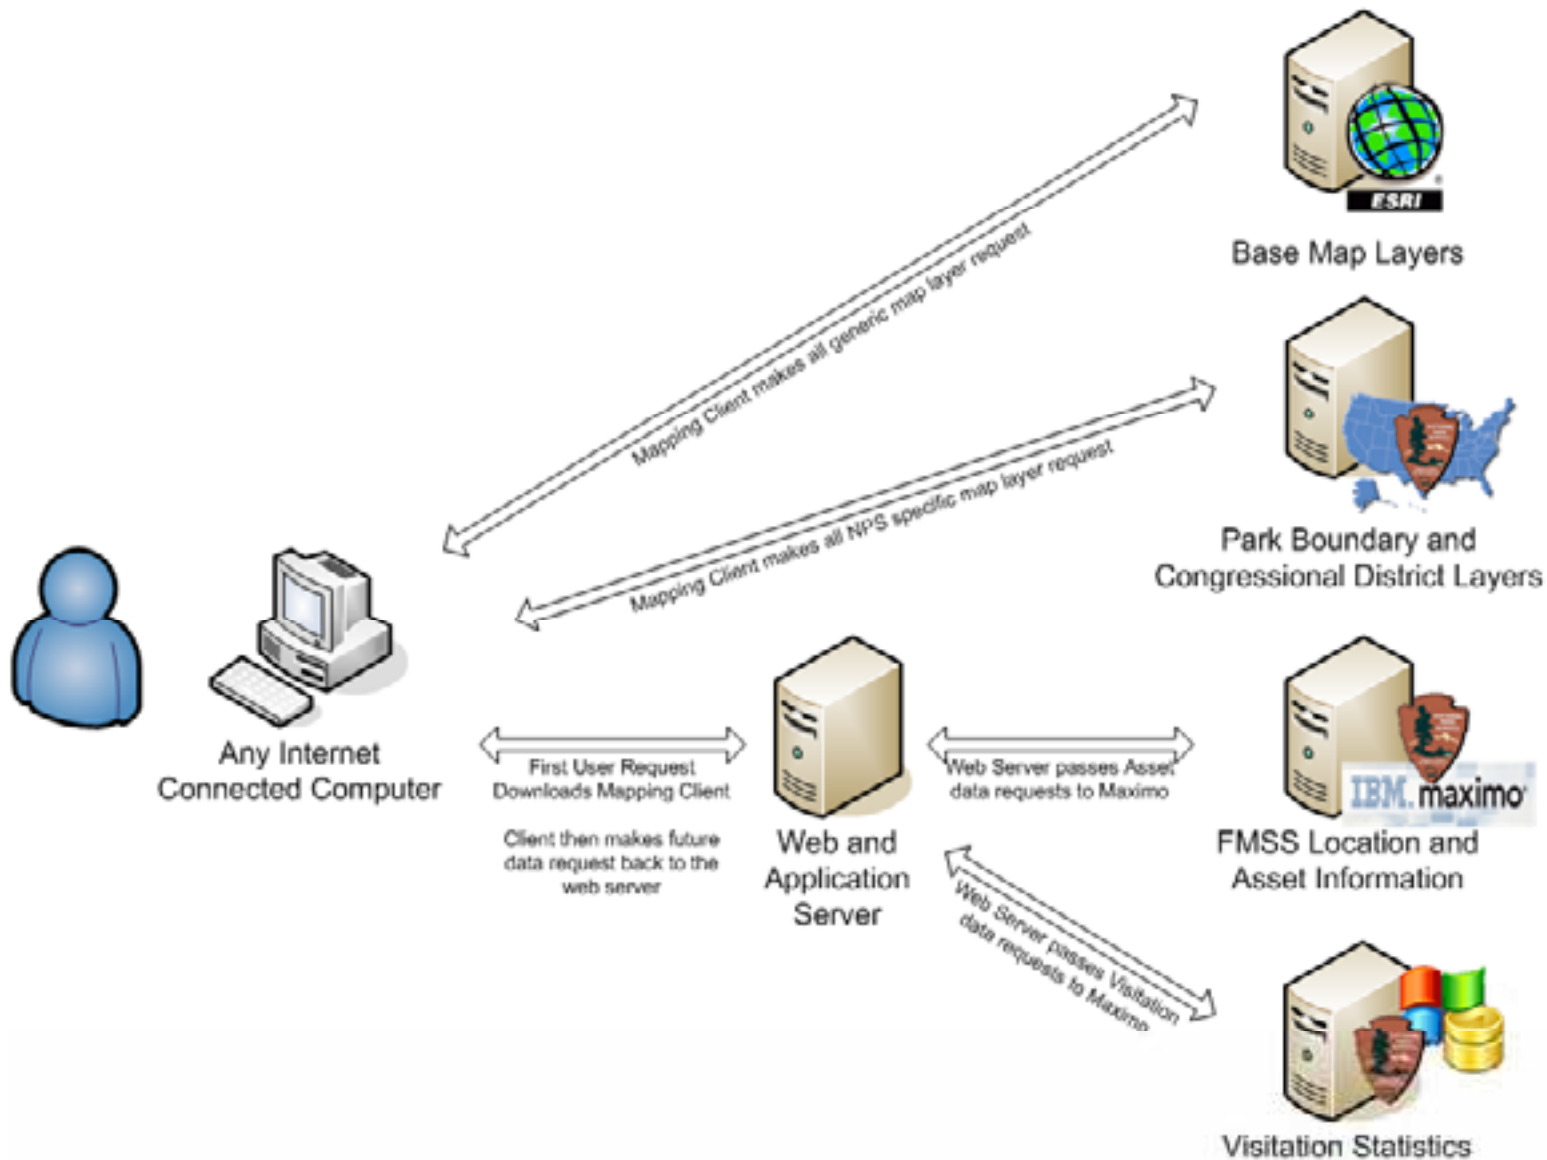 ESRI
Base Map Layers
Mapping Client makes all generic map layer request
Mapping Client makes all NPS specific map layer request
Park Boundary and
Congressional District Layers
Any Internet
Connected Computer
First User Request
Downloads Mapping Client
Client then makes future
data request back to the
web server
Web and
Application
Server
Web Server passes Asset
data requests to Maximo
IBM. maximo
FMSS Location and
Asset Information
Web Server passes Visitation
data requests to Maximo
Visitation Statistics